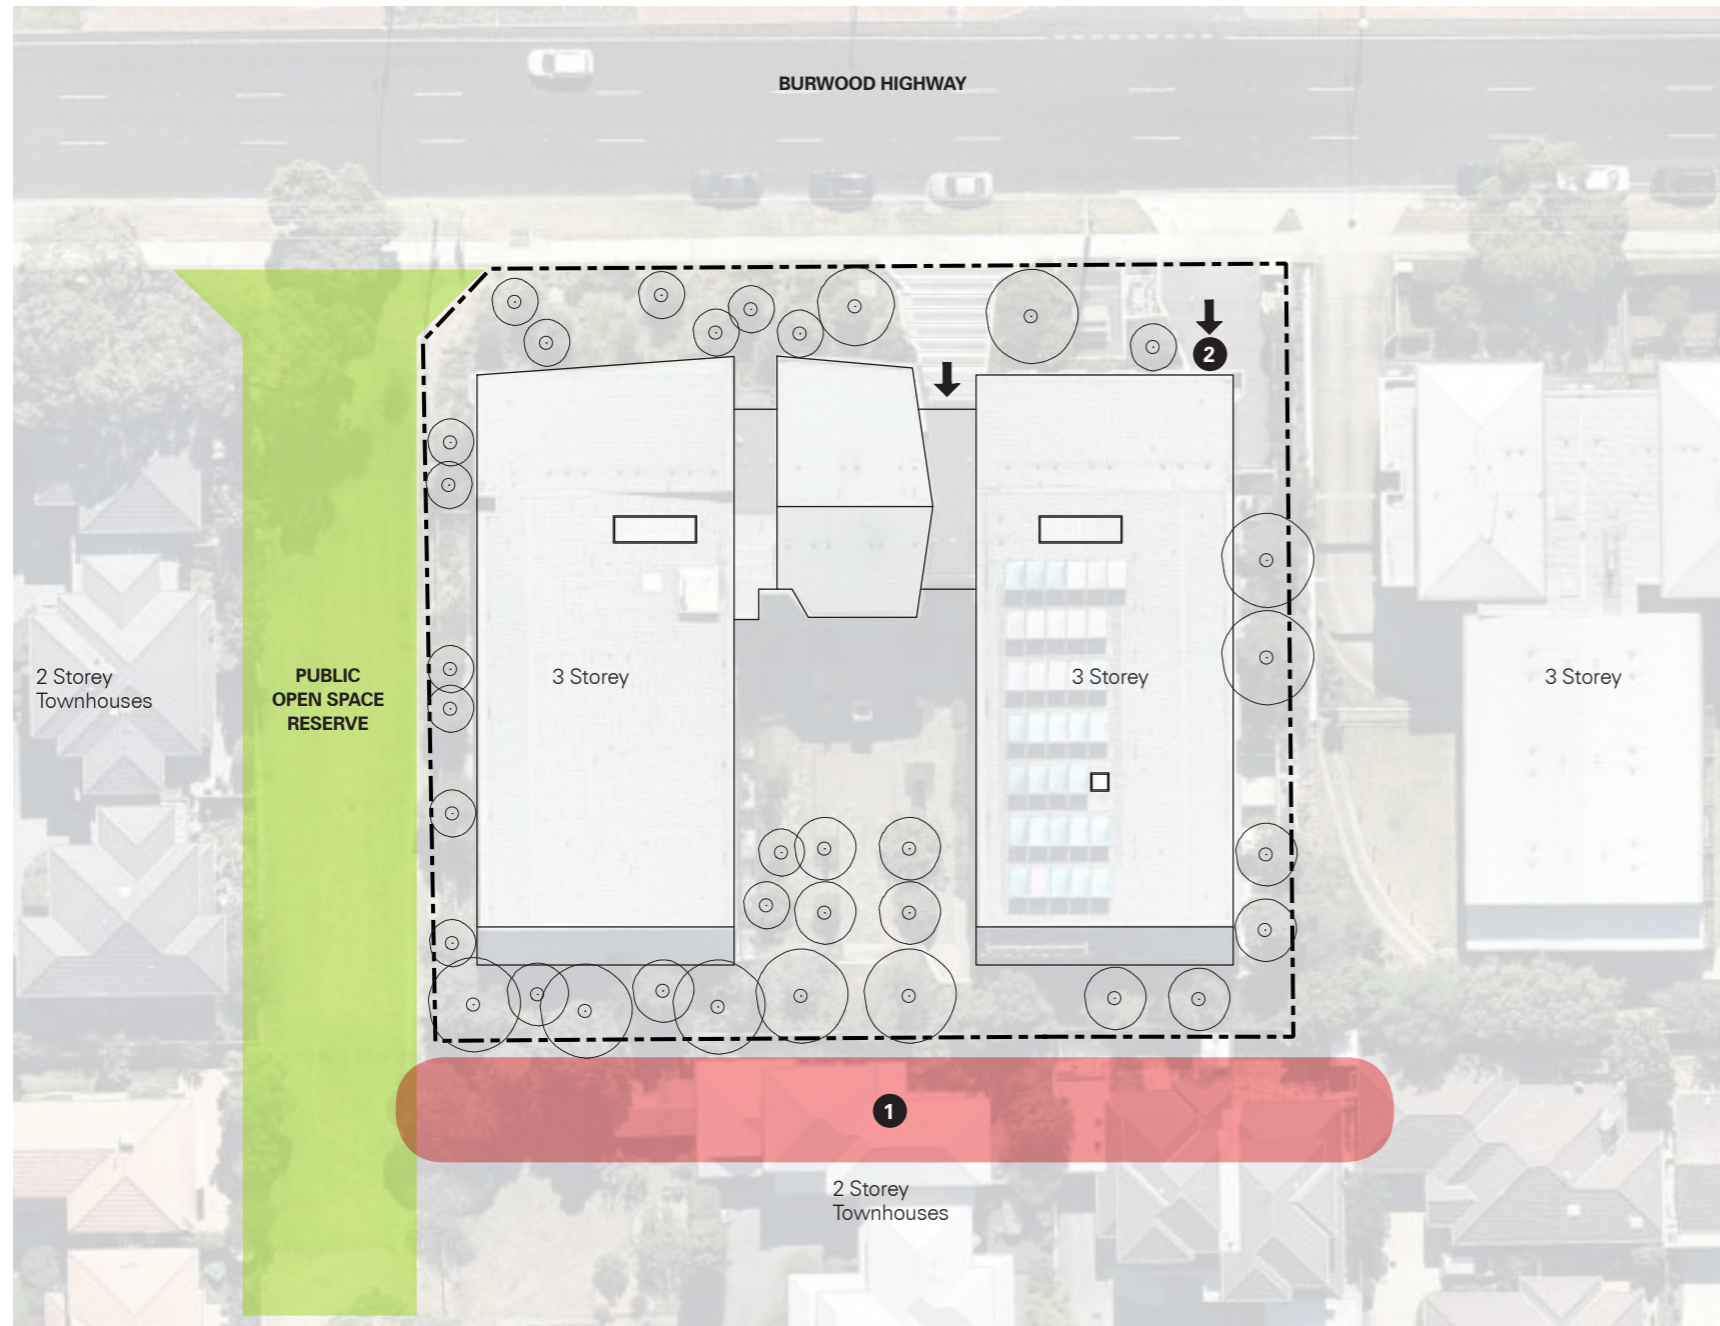 BURWOOD HIGHWAY
2
2 Storey
Townhouses
PUBLIC
OPEN SPACE
RESERVE
3 Storey
3 Storey
3 Storey
1
2 Storey
Townhouses